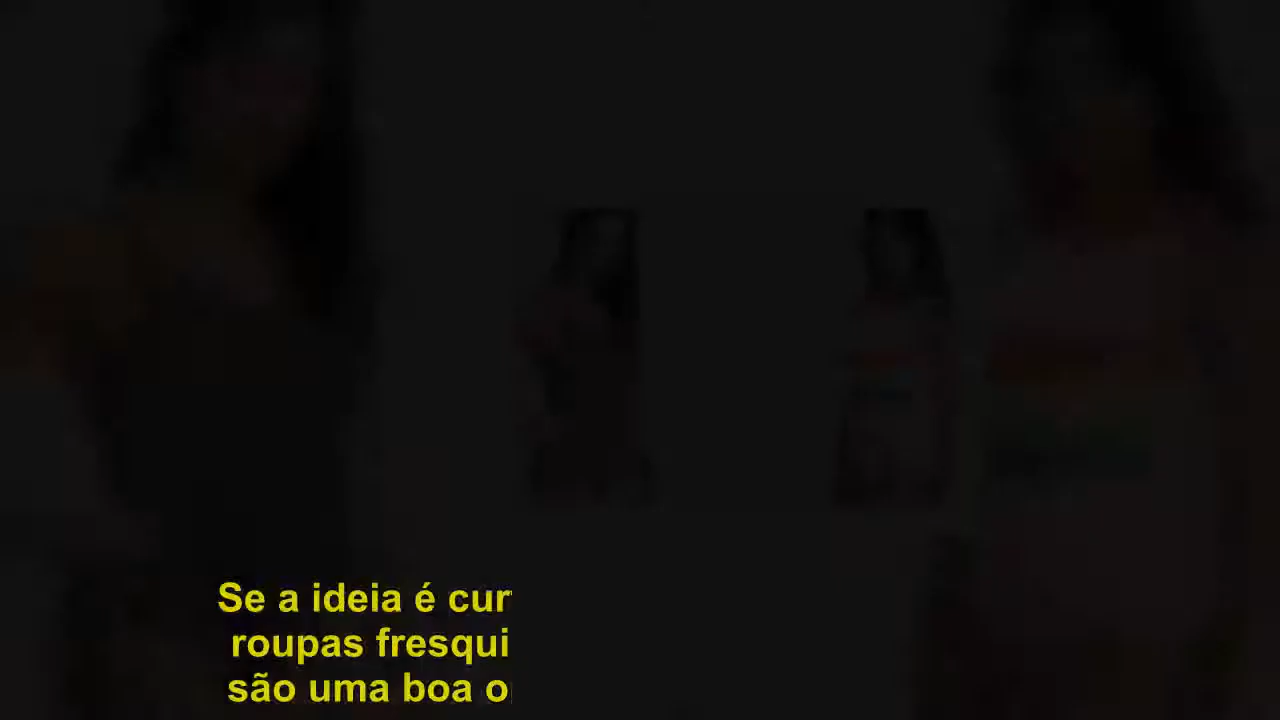 Se a ideia é cur
roupas fresqui
são uma boa o